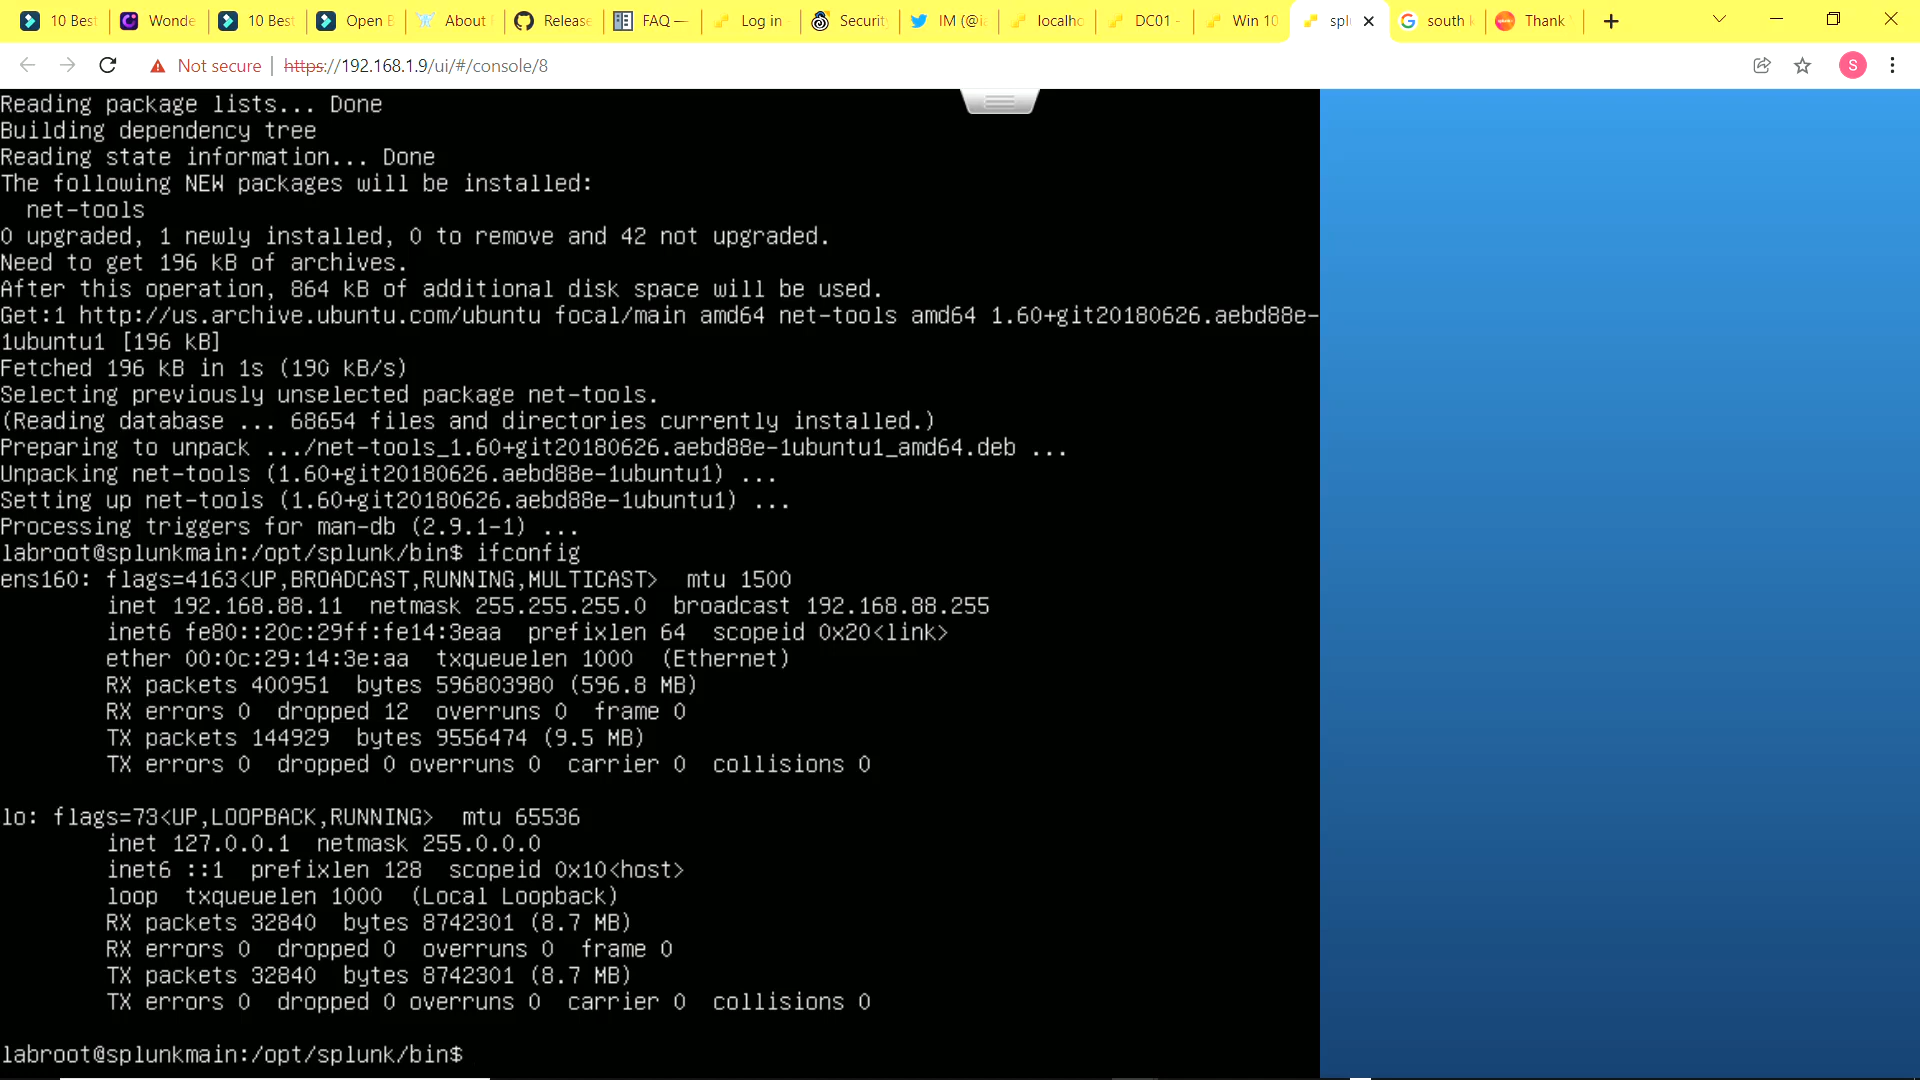 10 Best
Wonde
10 Best
Open B
About
Release
FAQ —
Log in
Securit
IM (@i
localho
DC01 -
Win 10
spl
south
Thank
Not secure | https://192.168.1.9/ui/#/console/8
S
Reading package lists... Done
Building dependency tree
Reading state information... Done
The following NEW packages will be installed:
net-tools
0 upgraded, 1 newly installed, 0 to remove and 42 not upgraded.
Need to get 196 kB of archives.
After this operation, 864 kB of additional disk space will be used.
Get:1 http://us.archive.ubuntu.com/ubuntu focal/main amd64 net-tools amd64 1.60+git20180626.aebd88e-
1ubuntu1 [196 kB]
Fetched 196 kB in 1s (190 kB/s)
Selecting previously unselected package net-tools.
(Reading database ... 68654 files and directories currently installed.)
Preparing to unpack .../net-tools_1.60+git20180626.aebd88e-1ubuntu1_amd64.deb ...
Unpacking net-tools (1.60+git20180626.aebd88e-1ubuntu1) ...
Setting up net-tools (1.60+git20180626.aebd88e-1ubuntu1) ...
Processing triggers for man-db (2.9.1-1) ...
labroot@splunkmain:/opt/splunk/bin$ ifconfig
ens160: flags=4163<UP,BROADCAST,RUNNING,MULTICAST>  mtu 1500
inet 192.168.88.11  netmask 255.255.255.0  broadcast 192.168.88.255
inet6 fe80::20c:29ff:fe14:3eaa  prefixlen 64  scopeid 0x20<link>
ether 00:0c:29:14:3e:aa  txqueuelen 1000  (Ethernet)
RX packets 400951  bytes 596803980 (596.8 MB)
RX errors 0  dropped 12  overruns 0  frame 0
TX packets 144929  bytes 9556474 (9.5 MB)
TX errors 0  dropped 0 overruns 0  carrier 0  collisions 0
lo: flags=73<UP,LOOPBACK,RUNNING>  mtu 65536
inet 127.0.0.1  netmask 255.0.0.0
inet6 ::1  prefixlen 128  scopeid 0x10<host>
loop  txqueuelen 1000  (Local Loopback)
RX packets 32840  bytes 8742301 (8.7 MB)
RX errors 0  dropped 0  overruns 0  frame 0
TX packets 32840  bytes 8742301 (8.7 MB)
TX errors 0  dropped 0 overruns 0  carrier 0  collisions 0
labroot@splunkmain:/opt/splunk/bin$